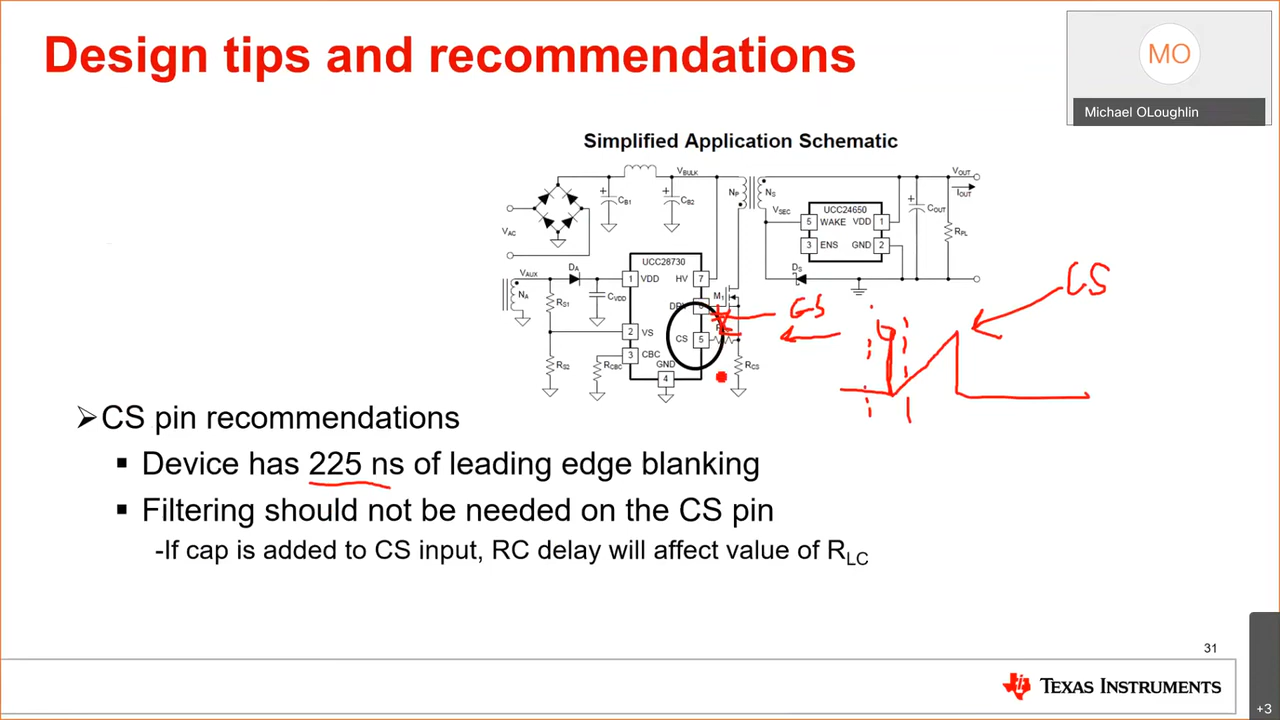 Design tips and recommendations
MO
Michael OLoughlin
Simplified Application Schematic
VBULK
VOUT
IOUT
CB1
CB2
NP
NS
VSEC
UCC24650
5 WAKE VDD 1
3 ENS GND 2
COUT
RPL
VAC
UCC28730
VAUX
DA
DS
1 VDD HV 7
NA
RS1
CVDD
M1
GS
CS
2 VS
CS 5
3 CBC
GND
4
RS2
RCBC
RCS
➢CS pin recommendations
▪ Device has 225 ns of leading edge blanking
▪ Filtering should not be needed on the CS pin
-If cap is added to CS input, RC delay will affect value of RLC
31
TEXAS INSTRUMENTS
+3